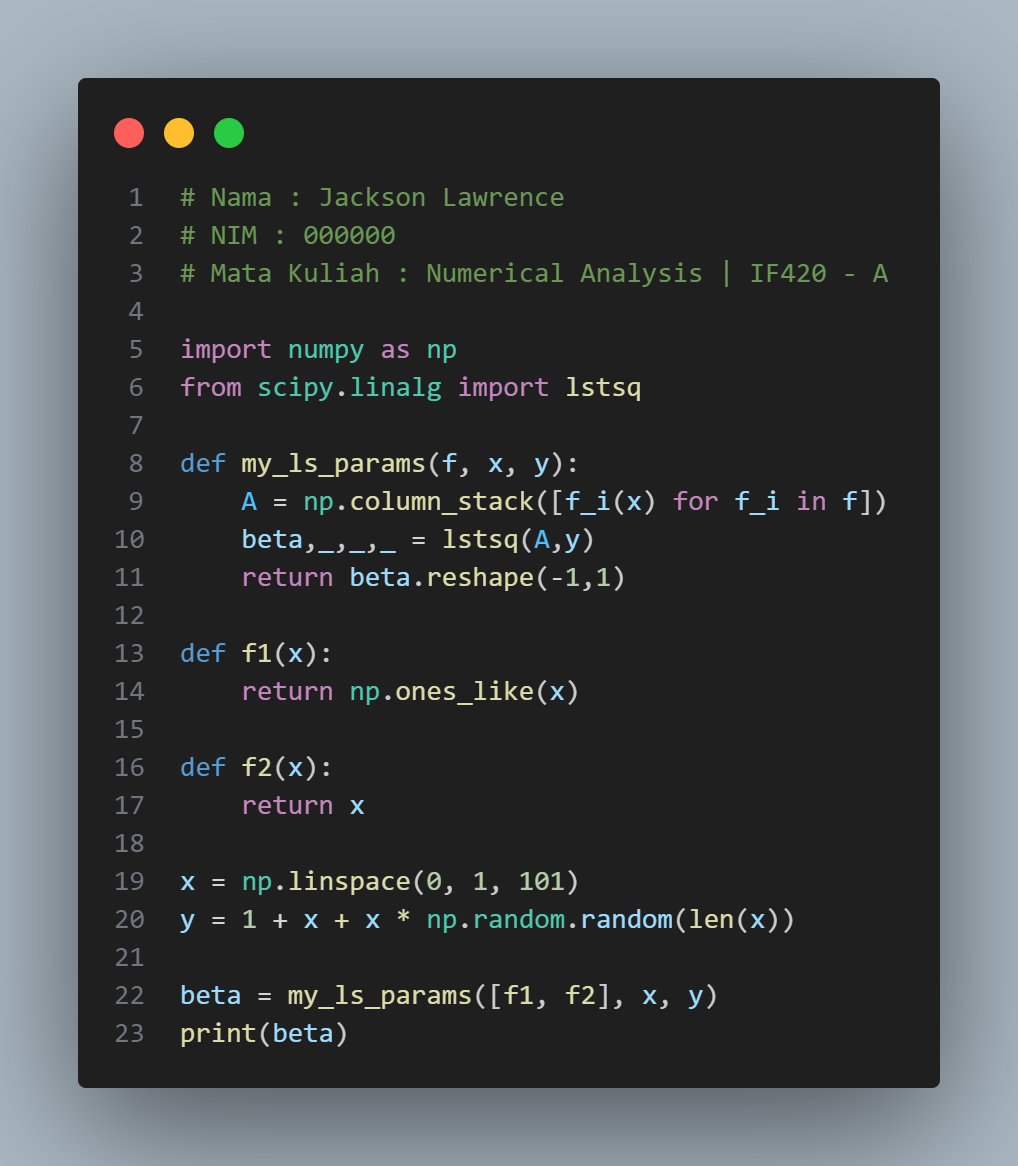 1 # Nama : Jackson Lawrence
2 # NIM : 000000
3 # Mata Kuliah : Numerical Analysis | IF420 - A
4
5 import numpy as np
6 from scipy.linalg import lstsq
7
8 def my_ls_params(f, x, y):
9     A = np.column_stack([f_i(x) for f_i in f])
10     beta,_,_,_ = lstsq(A,y)
11     return beta.reshape(-1,1)
12
13 def f1(x):
14     return np.ones_like(x)
15
16 def f2(x):
17     return x
18
19 x = np.linspace(0, 1, 101)
20 y = 1 + x + x * np.random.random(len(x))
21
22 beta = my_ls_params([f1, f2], x, y)
23 print(beta)